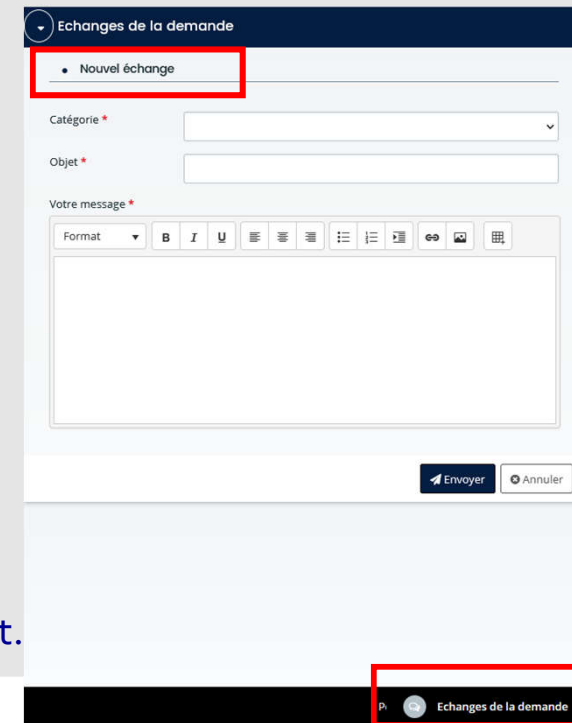 Echanges de la demande
Nouvel échange
Catégorie *
Objet *
Votre message *
Format B I U
Envoyer Annuler
t.
Echanges de la demande